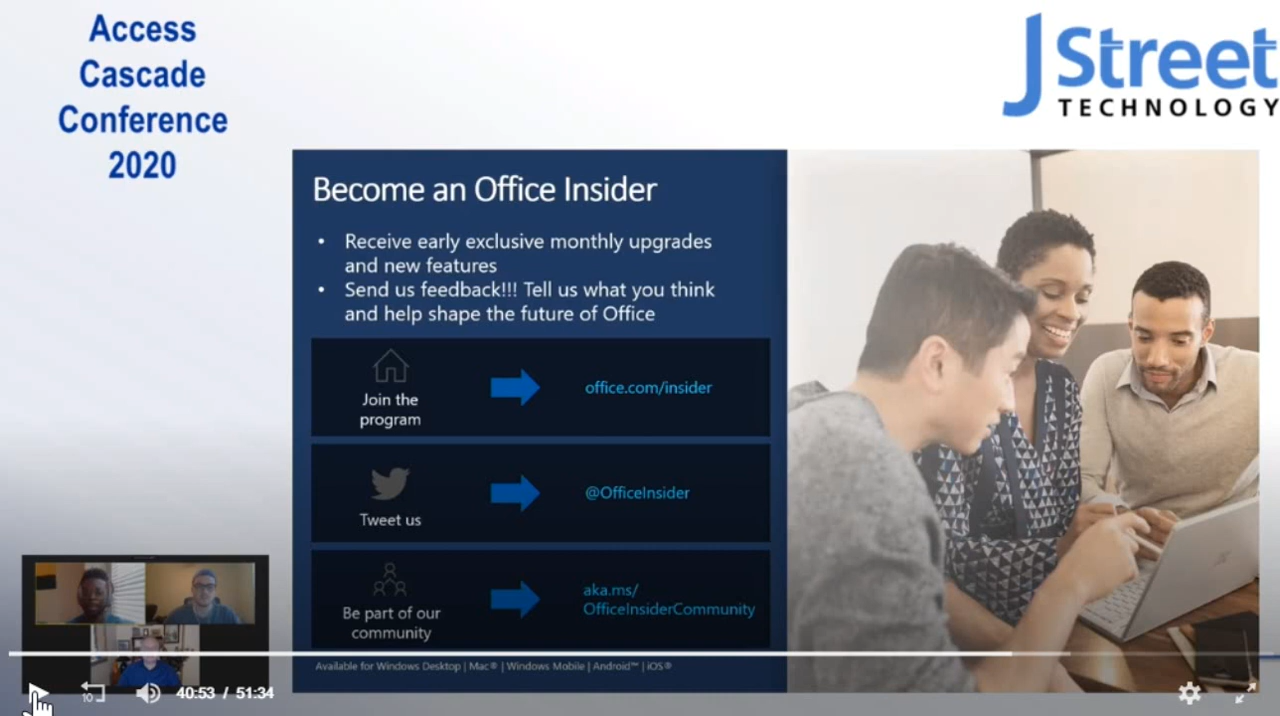 Access
Cascade
Conference
2020
J Street
TECHNOLOGY
Become an Office Insider
• Receive early exclusive monthly upgrades
and new features
• Send us feedback!!! Tell us what you think
and help shape the future of Office
Join the
program
office.com/insider
Tweet us
@OfficeInsider
Be part of our
community
aka.ms/
OfficeInsiderCommunity
Available for Windows Desktop | Mac® | Windows Mobile | Android™ | iOS®
10
40:53 / 51:34